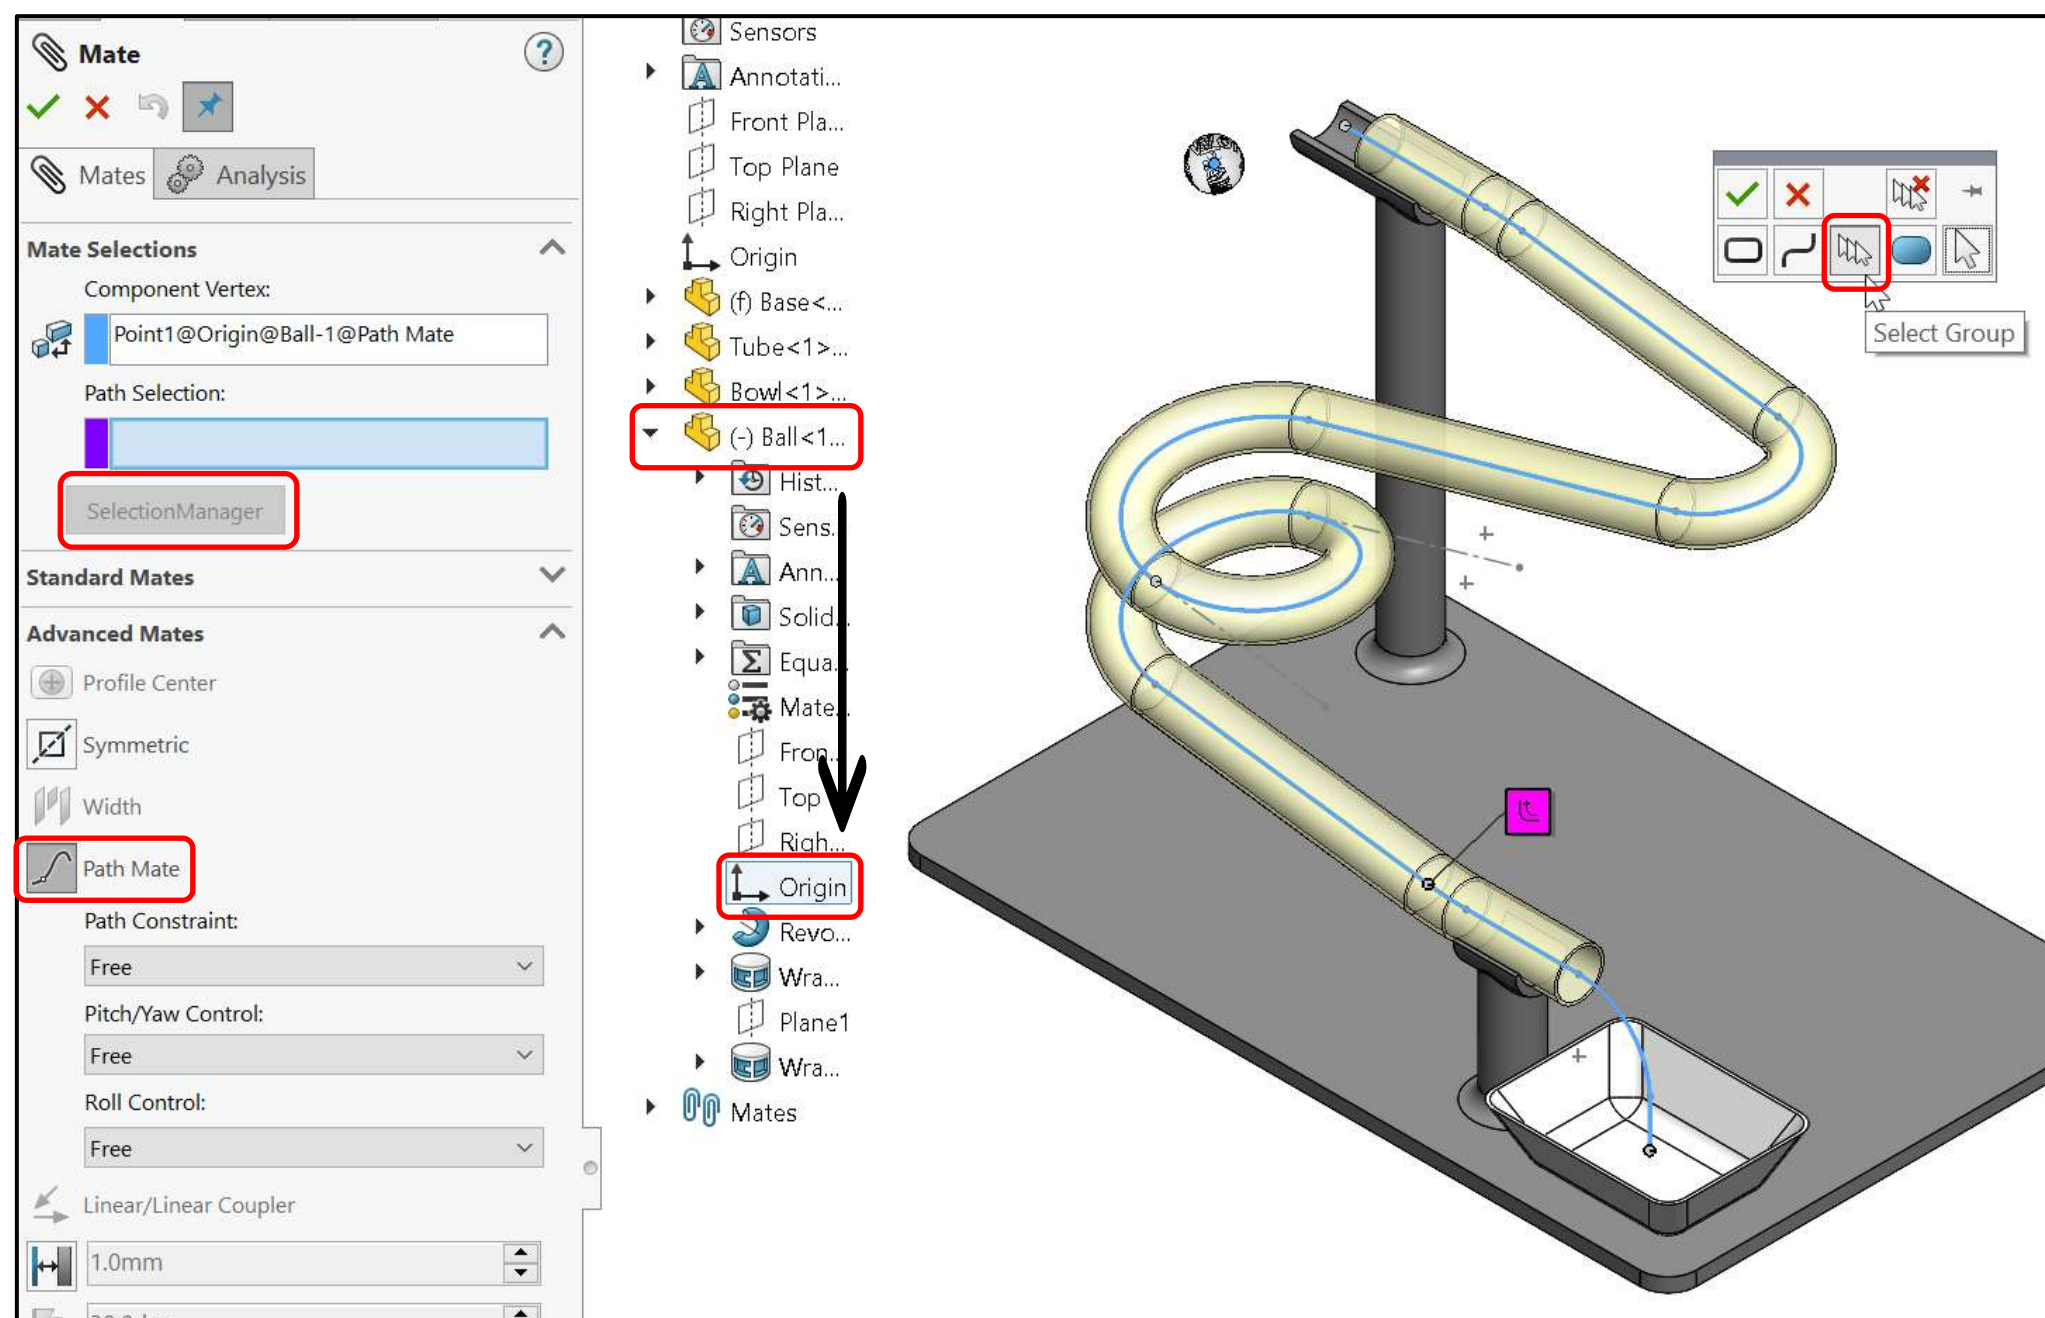 Mate
?
Mates
Analysis
Mate Selections
Component Vertex:
Point1@Origin@Ball-1@Path Mate
Path Selection:
SelectionManager
Standard Mates
Advanced Mates
Profile Center
Symmetric
Width
Path Mate
Path Constraint:
Free
Pitch/Yaw Control:
Free
Roll Control:
Free
Linear/Linear Coupler
1.0mm
Sensors
Annotati...
Front Pla...
Top Plane
Right Pla...
Origin
(f) Base<...
Tube<1>...
Bowl<1>...
(-) Ball<1...
Hist...
Sens...
Ann...
Solid...
Equa...
Mate...
Fron...
Top
Righ...
Origin
Revo...
Wra...
Plane1
Wra...
Mates
Select Group